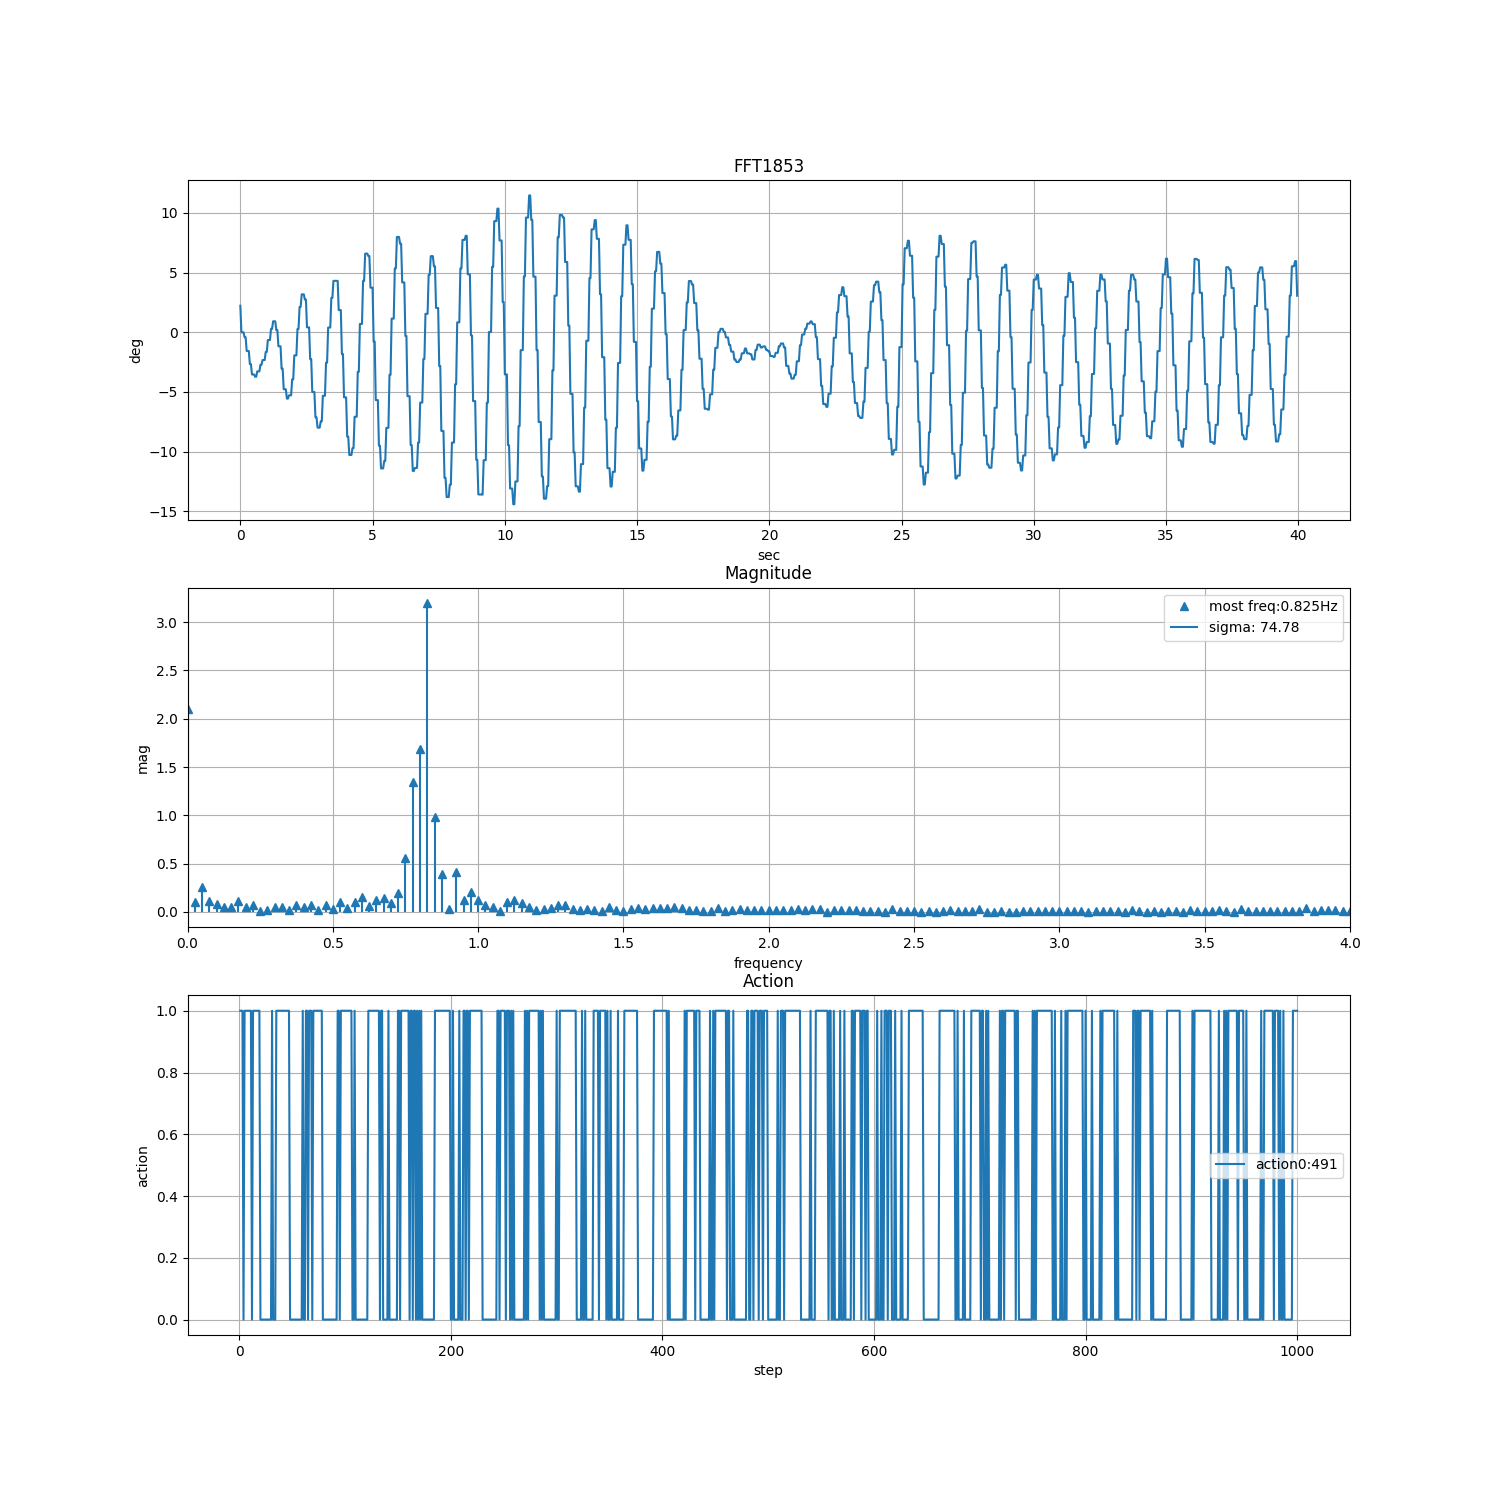 FFT1853
10
5
0
−5
−10
−15
deg
0 5 10 15 20 25 30 35 40
sec
Magnitude
most freq:0.825Hz
sigma: 74.78
3.0
2.5
2.0
1.5
1.0
0.5
0.0
mag
0.0 0.5 1.0 1.5 2.0 2.5 3.0 3.5 4.0
frequency
Action
1.0
0.8
0.6
0.4
0.2
0.0
action
action0:491
0 200 400 600 800 1000
step